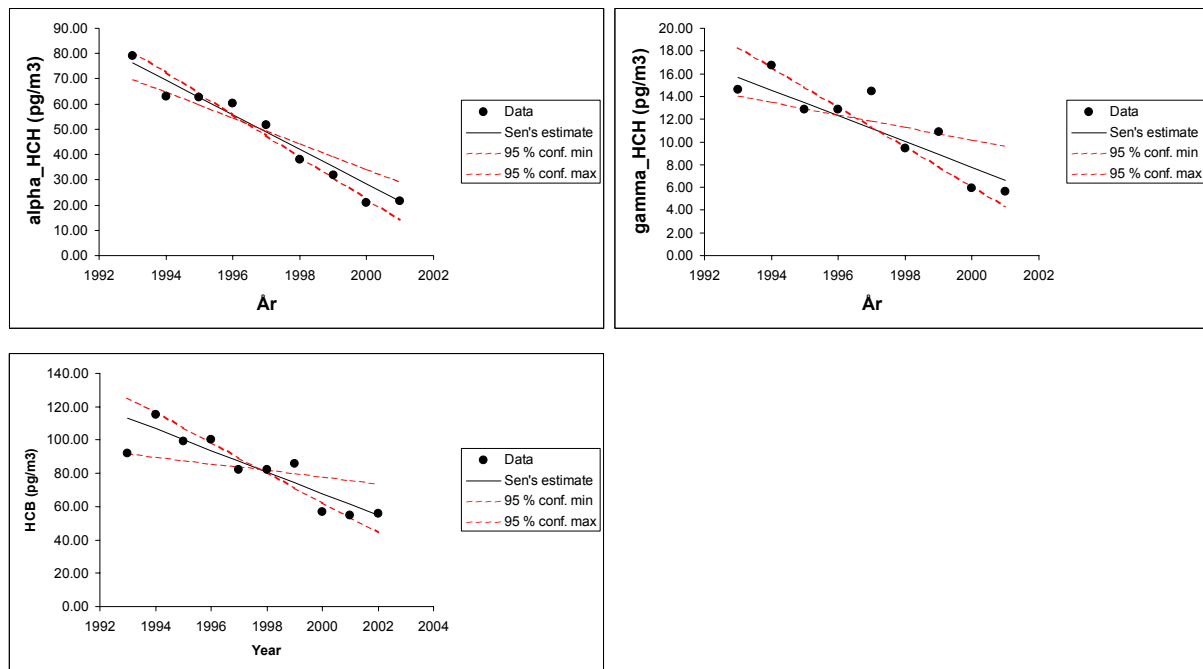 90.00
80.00
70.00
60.00
50.00
40.00
30.00
20.00
10.00
0.00
alpha_HCH (pg/m3)
1992 1994 1996 1998 2000 2002
År
Data
Sen's estimate
95 % conf. min
95 % conf. max
20.00
18.00
16.00
14.00
12.00
10.00
8.00
6.00
4.00
2.00
0.00
gamma_HCH (pg/m3)
1992 1994 1996 1998 2000 2002
År
Data
Sen's estimate
95 % conf. min
95 % conf. max
140.00
120.00
100.00
80.00
60.00
40.00
20.00
0.00
HCB (pg/m3)
1992 1994 1996 1998 2000 2002 2004
Year
Data
Sen's estimate
95 % conf. min
95 % conf. max